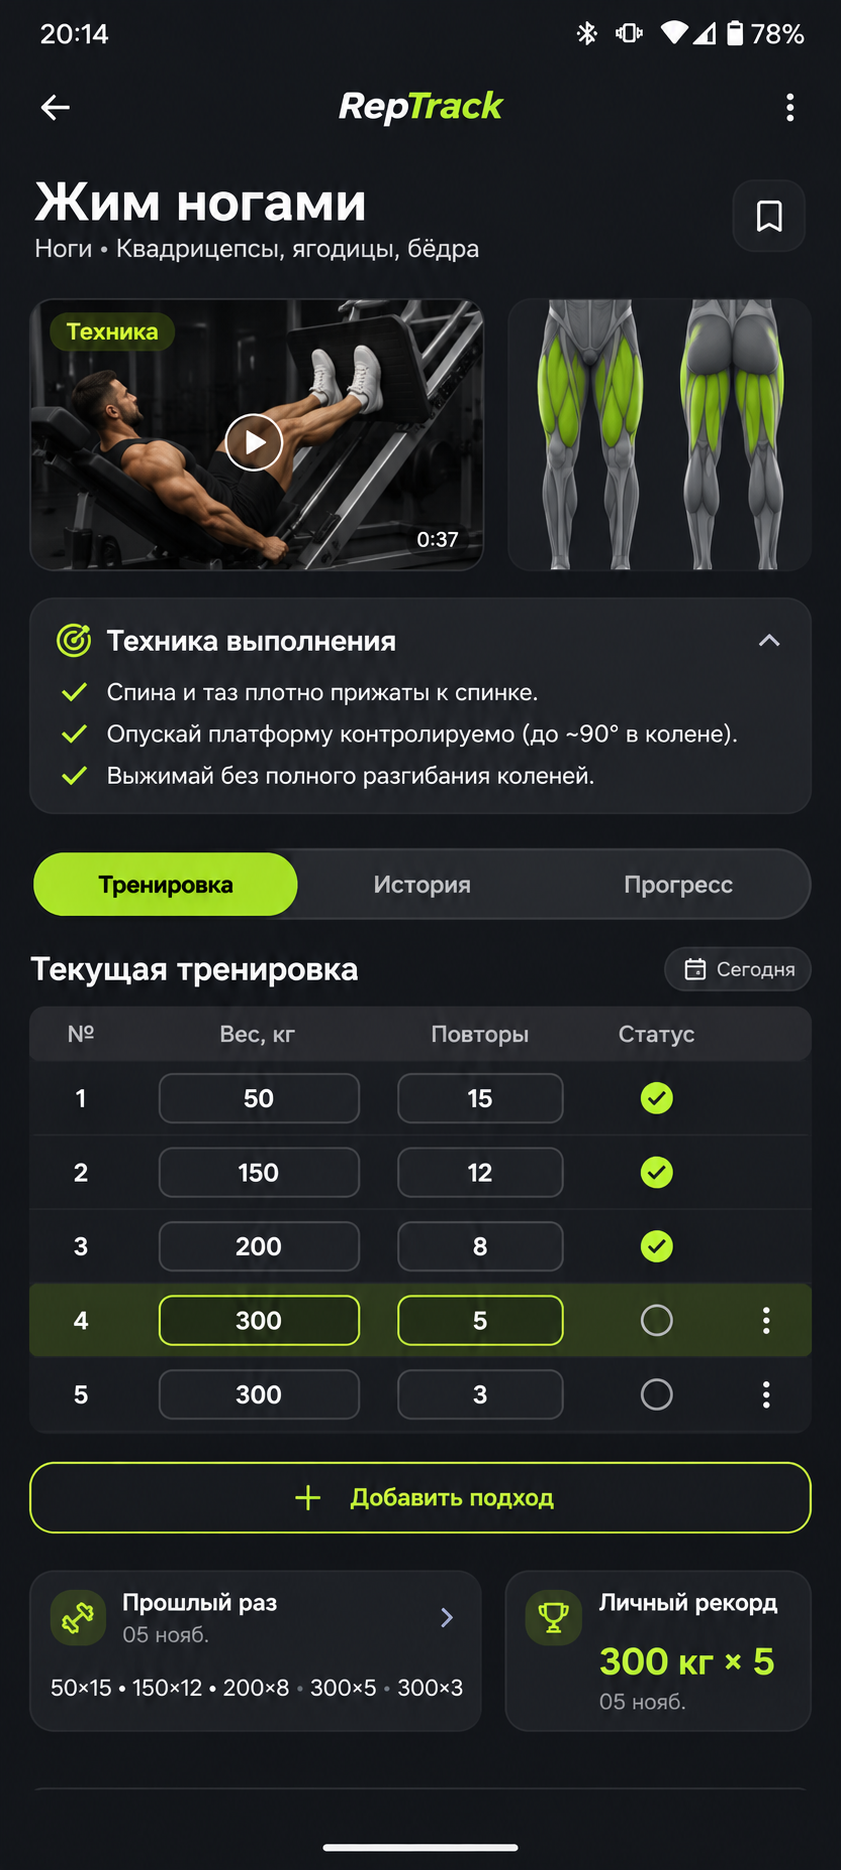 20:14 78%
RepTrack
Жим ногами
Ноги • Квадрицепсы, ягодицы, бёдра
Техника
0:37
Техника выполнения
Спина и таз плотно прижаты к спинке.
Опускай платформу контролируемо (до ~90° в колене).
Выжимай без полного разгибания коленей.
Тренировка История Прогресс
Текущая тренировка Сегодня
№ Вес, кг Повторы Статус
1 50 15
2 150 12
3 200 8
4 300 5
5 300 3
+ Добавить подход
Прошлый раз
05 нояб.
50×15 • 150×12 • 200×8 • 300×5 • 300×3
Личный рекорд
300 кг × 5
05 нояб.